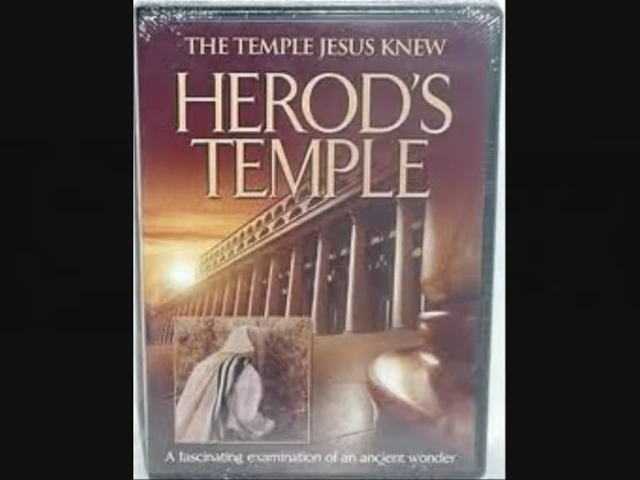 THE TEMPLE JESUS KNEW
HEROD'S
TEMPLE
A fascinating examination of an ancient wonder